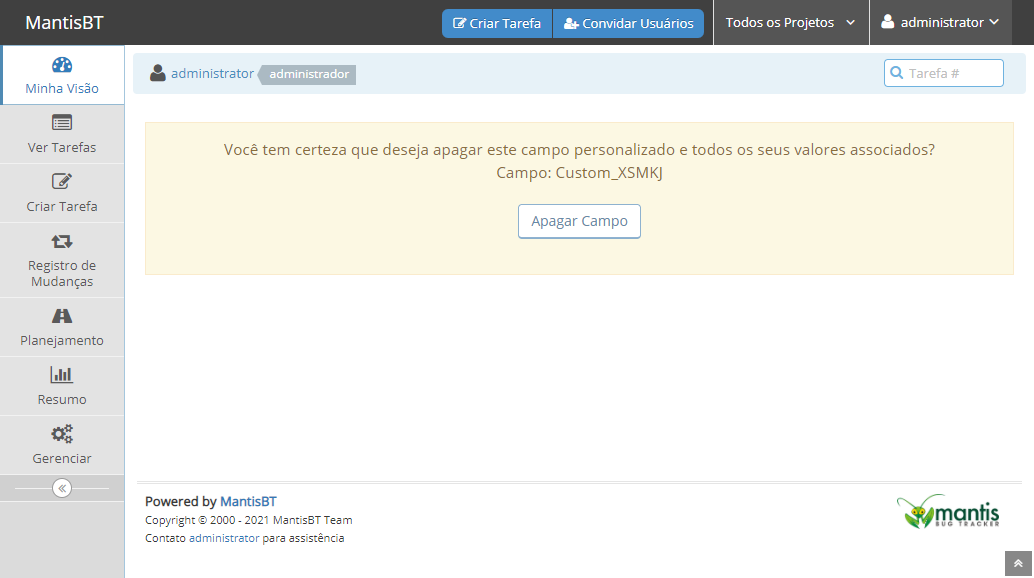 MantisBT
Criar Tarefa
Convidar Usuários
Todos os Projetos
administrator
Minha Visão
administrator
administrador
Tarefa #
Ver Tarefas
Criar Tarefa
Registro de
Mudanças
Planejamento
Resumo
Gerenciar
Você tem certeza que deseja apagar este campo personalizado e todos os seus valores associados?
Campo: Custom_XSMKJ
Apagar Campo
Powered by MantisBT
Copyright © 2000 - 2021 MantisBT Team
Contato administrator para assistência
mantis
BUG TRACKER